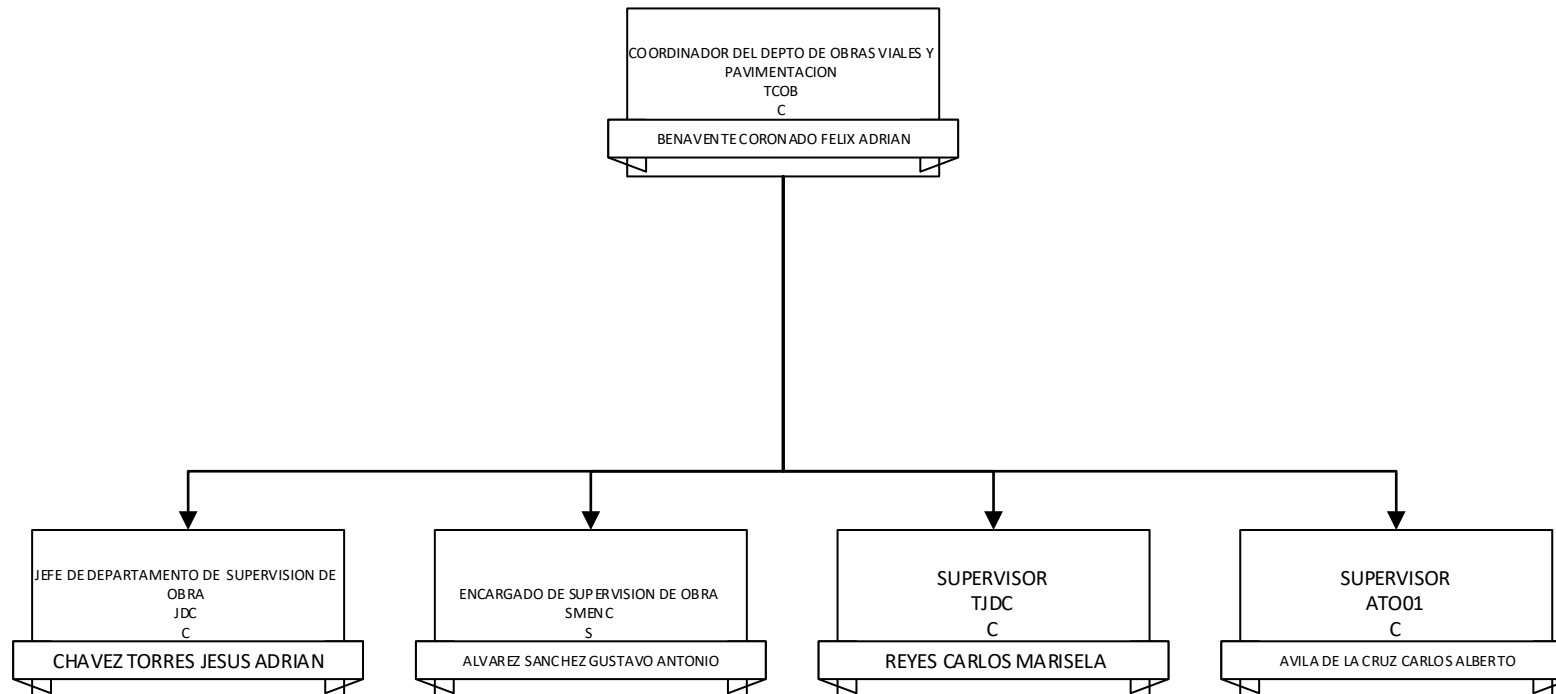 COORDINADOR DEL DEPTO DE OBRAS VIALES Y
PAVIMENTACION
TCOB
C
BENAVENTE CORONADO FELIX ADRIAN
JEFE DE DEPARTAMENTO DE SUPERVISION DE
OBRA
JDC
C
CHAVEZ TORRES JESUS ADRIAN
ENCARGADO DE SUPERVISION DE OBRA
SMENC
S
ALVAREZ SANCHEZ GUSTAVO ANTONIO
SUPERVISOR
TJDC
C
REYES CARLOS MARISELA
SUPERVISOR
ATO01
C
AVILA DE LA CRUZ CARLOS ALBERTO